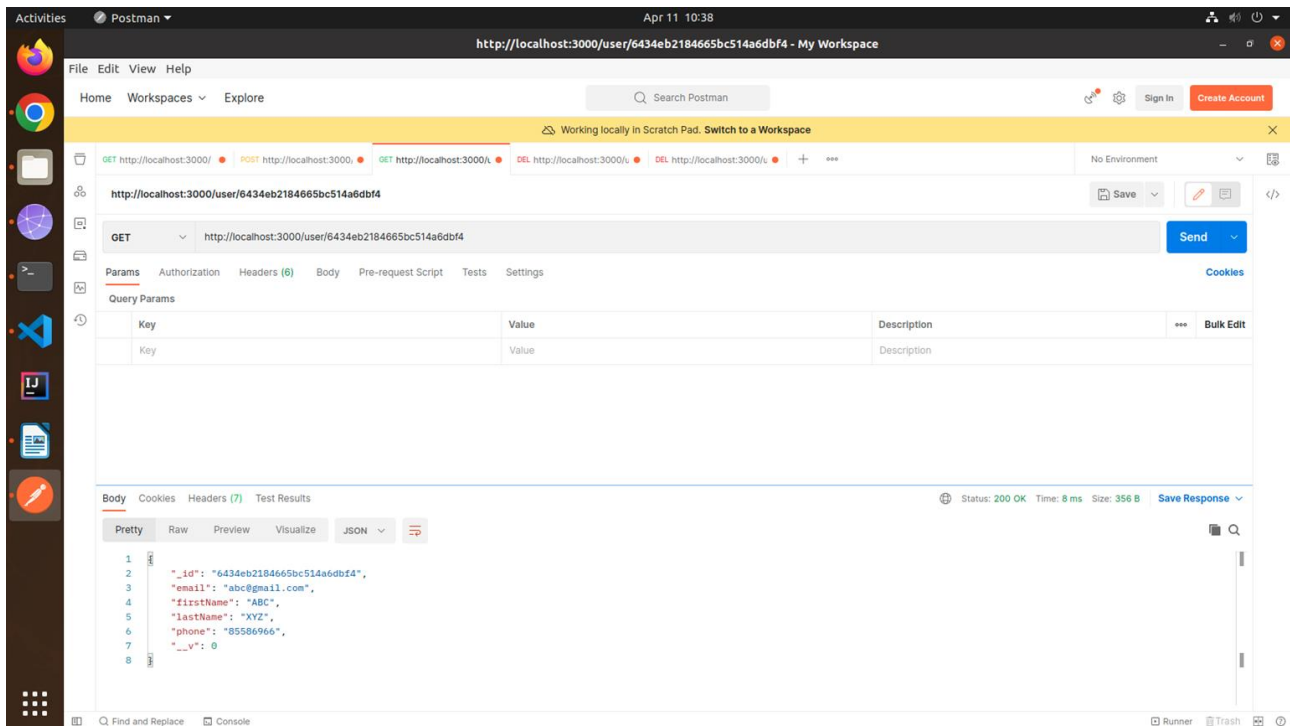 Activities Postman Apr 11 10:38
http://localhost:3000/user/6434eb2184665bc514a6dbf4 - My Workspace
File Edit View Help
Home Workspaces Explore Search Postman Sign In Create Account
Working locally in Scratch Pad. Switch to a Workspace
GET http://localhost:3000/ POST http://localhost:3000, GET http://localhost:3000/u DEL http://localhost:3000/u DEL http://localhost:3000/u No Environment
http://localhost:3000/user/6434eb2184665bc514a6dbf4 Save
GET http://localhost:3000/user/6434eb2184665bc514a6dbf4 Send
Params Authorization Headers (6) Body Pre-request Script Tests Settings Cookies
Query Params
Key Value Description Bulk Edit
Key Value Description
IJ
Body Cookies Headers (7) Test Results Status: 200 OK Time: 8 ms Size: 356 B Save Response
Pretty Raw Preview Visualize JSON
1 {
2 "_id": "6434eb2184665bc514a6dbf4",
3 "email": "abc@gmail.com",
4 "firstName": "ABC",
5 "lastName": "XYZ",
6 "phone": "85586966",
7 "__v": 0
8 }
Find and Replace Console Runner Trash